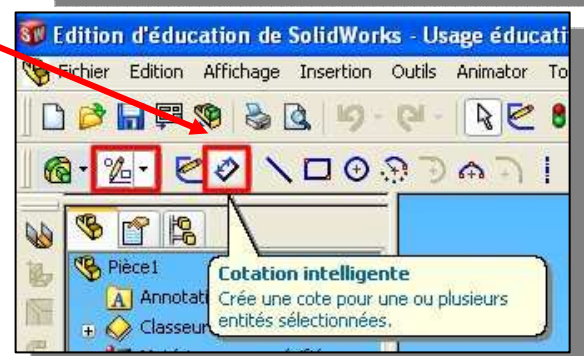 Edition d'éducation de SolidWorks - Usage éducati
Fichier Edition Affichage Insertion Outils Animator To
Pièce1
Annotati
Classeur
Cotation intelligente
Crée une cote pour une ou plusieurs
entités sélectionnées.